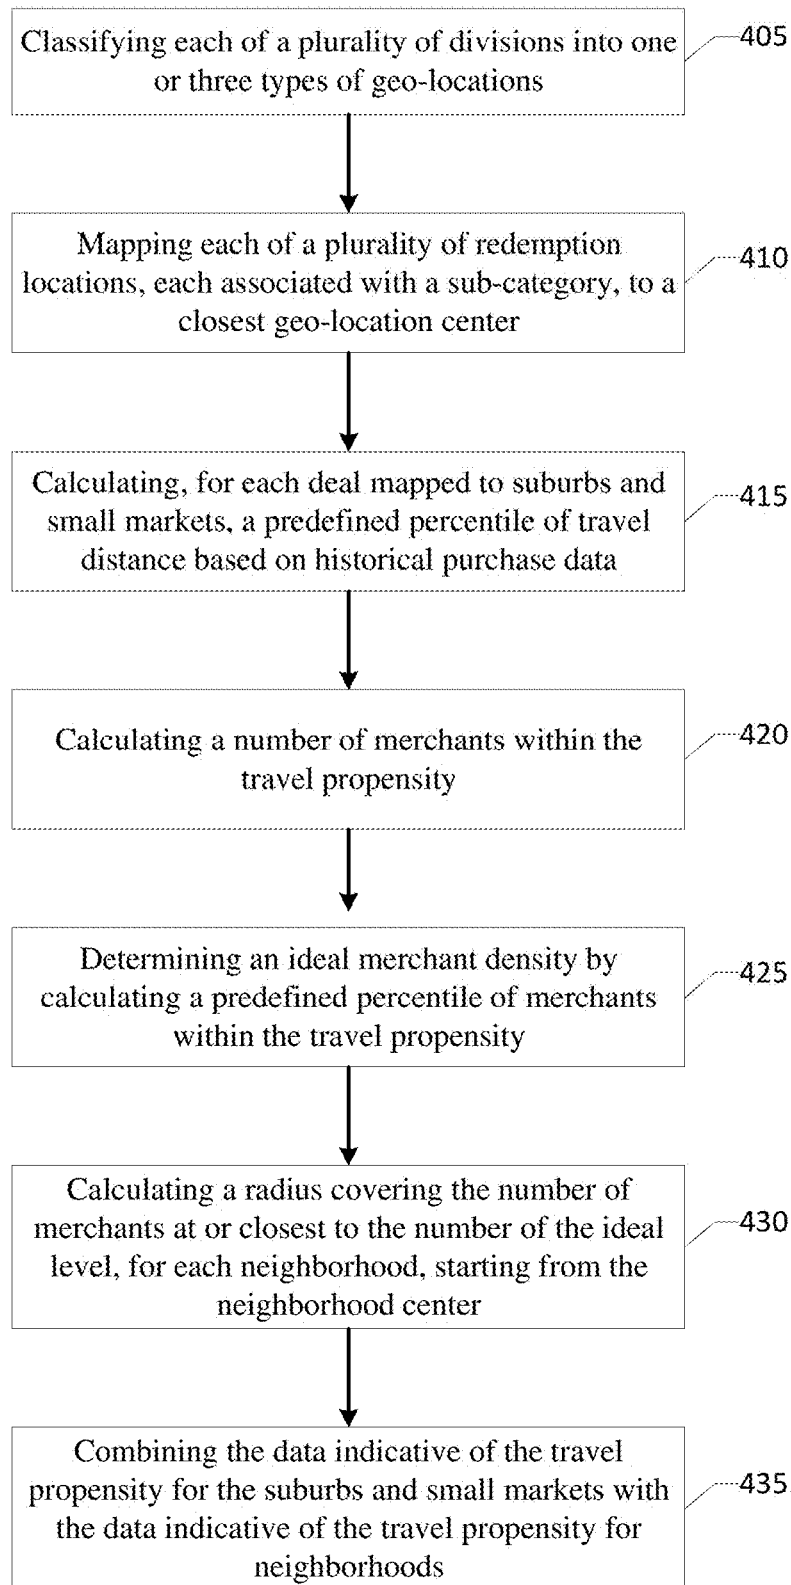 Classifying each of a plurality of divisions into one
or three types of geo-locations
405
Mapping each of a plurality of redemption
locations, each associated with a sub-category, to a
closest geo-location center
410
Calculating, for each deal mapped to suburbs and
small markets, a predefined percentile of travel
distance based on historical purchase data
415
Calculating a number of merchants within the
travel propensity
420
Determining an ideal merchant density by
calculating a predefined percentile of merchants
within the travel propensity
425
Calculating a radius covering the number of
merchants at or closest to the number of the ideal
level, for each neighborhood, starting from the
neighborhood center
430
Combining the data indicative of the travel
propensity for the suburbs and small markets with
the data indicative of the travel propensity for
neighborhoods
435